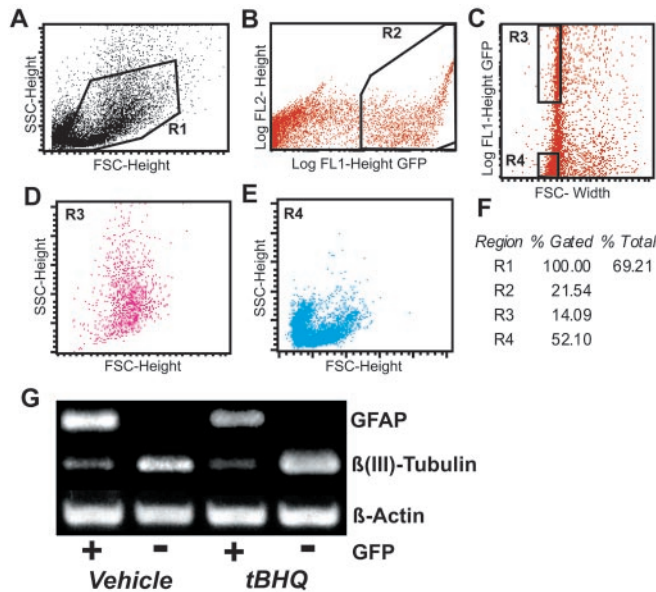 A
SSC-Height
R1
FSC-Height
B
Log FL2- Height
R2
Log FL1-Height GFP
C
Log FL1-Height GFP
R3
R4
FSC- Width
D
R3
SSC-Height
FSC-Height
E
R4
SSC-Height
FSC-Height
F
Region % Gated % Total
R1 100.00 69.21
R2 21.54
R3 14.09
R4 52.10
G
GFAP
ß(III)-Tubulin
ß-Actin
+ - + - GFP
Vehicle tBHQ